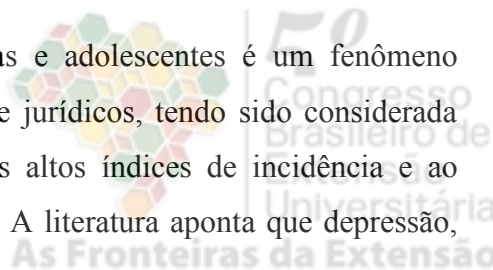 5º
as e adolescentes é um fenômeno
Congresso
e jurídicos, tendo sido considerada
Brasileiro de
s altos índices de incidência e ao
Extensão
Universitária
A literatura aponta que depressão,
As Fronteiras da Extensão